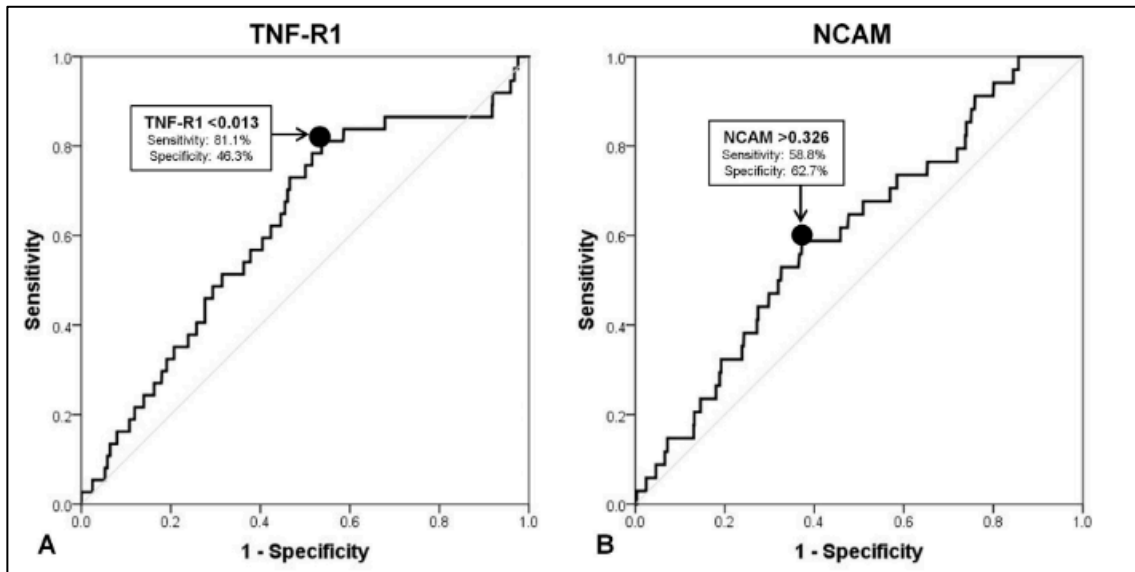 TNF-R1
1.0
0.8
0.6
0.4
0.2
0.0
Sensitivity
TNF-R1 <0.013
Sensitivity: 81.1%
Specificity: 46.3%
0.0 0.2 0.4 0.6 0.8 1.0
1 - Specificity
A
NCAM
1.0
0.8
0.6
0.4
0.2
0.0
Sensitivity
NCAM >0.326
Sensitivity: 58.8%
Specificity: 62.7%
0.0 0.2 0.4 0.6 0.8 1.0
1 - Specificity
B